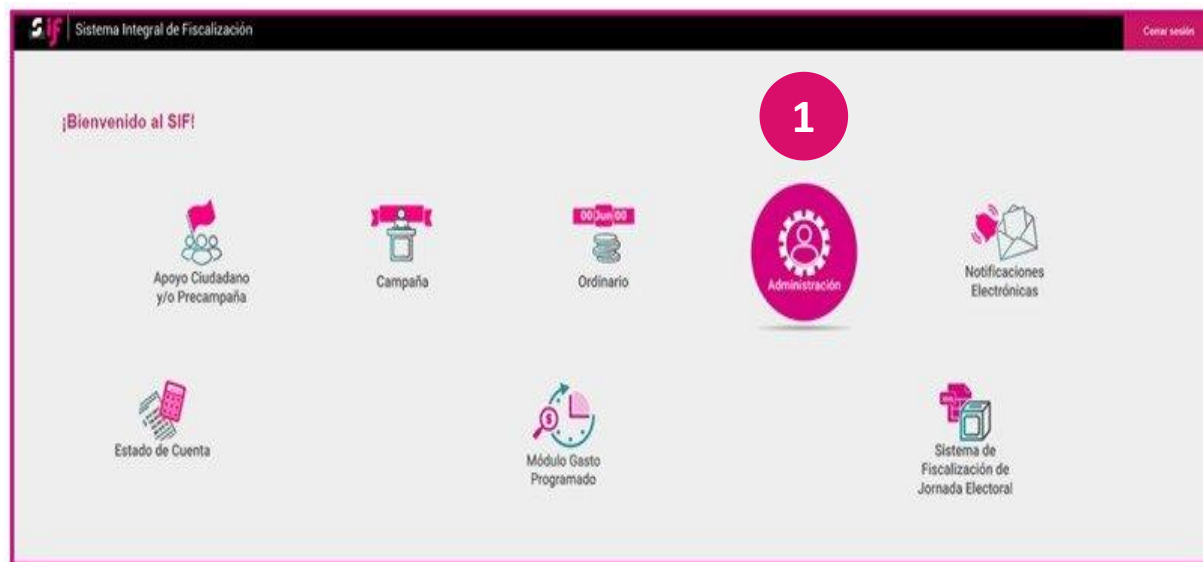 Sif Sistema Integral de Fiscalización
Cerrar sesión
¡Bienvenido al SIF!
1
Apoyo Ciudadano
y/o Precampaña
Campaña
00 Jun 00
Ordinario
Administración
Notificaciones
Electrónicas
Estado de Cuenta
$
Módulo Gasto
Programado
Sistema de
Fiscalización de
Jornada Electoral